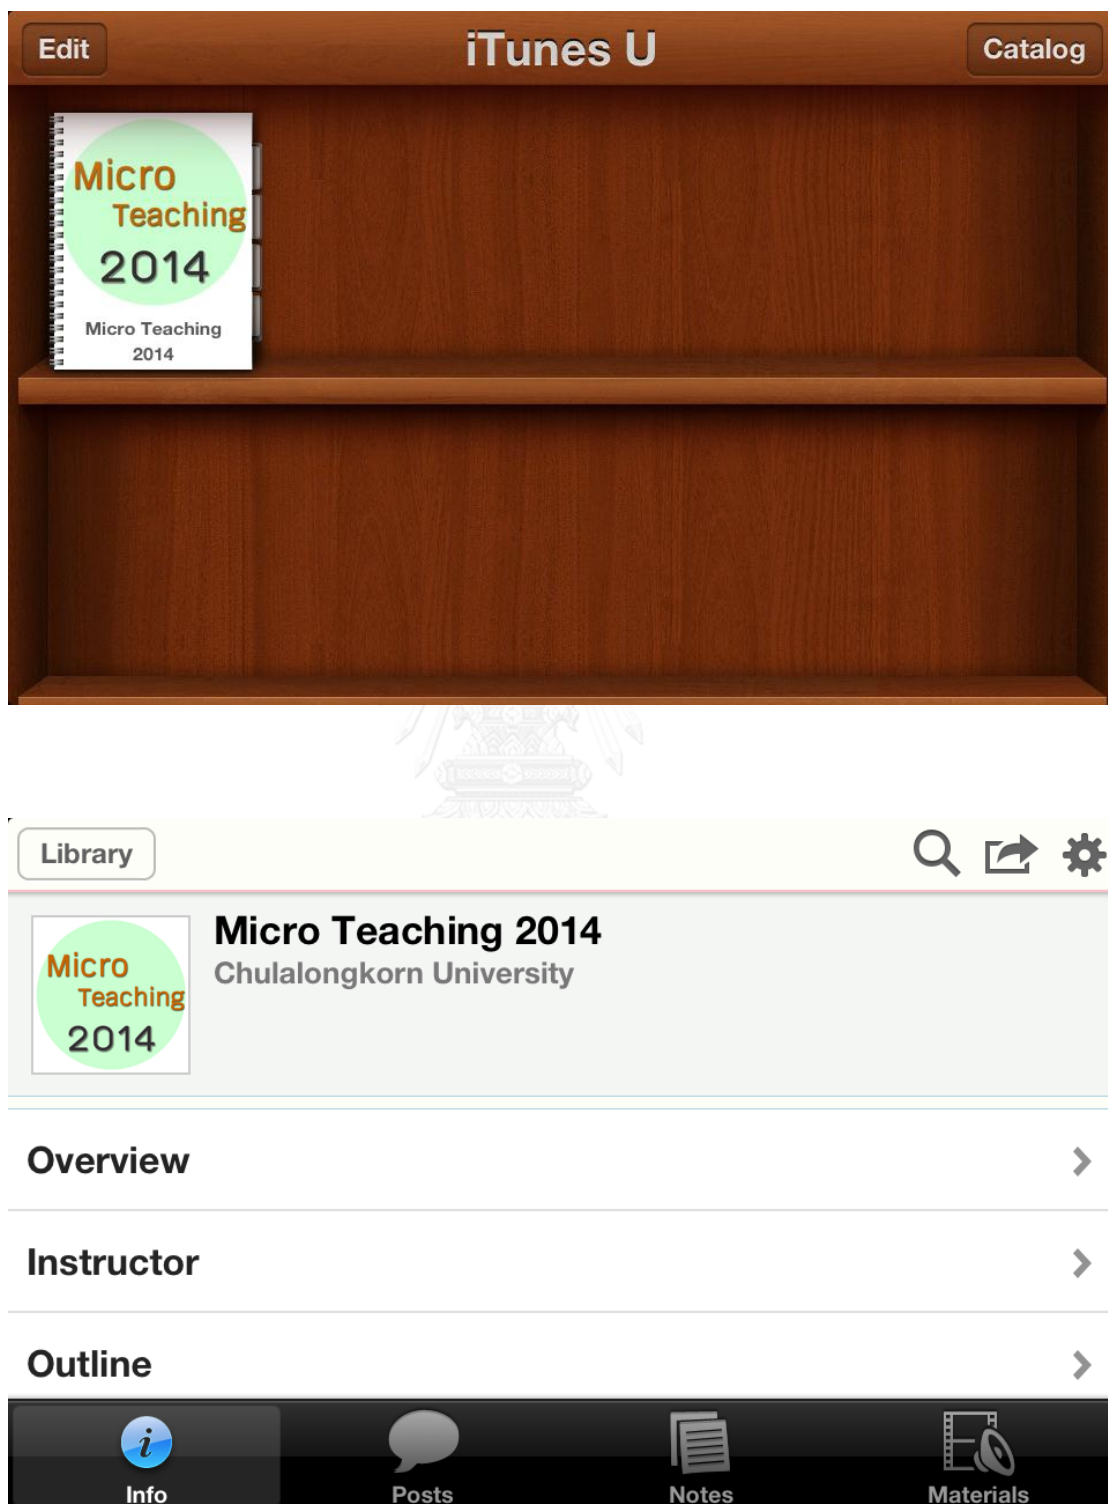 Edit
iTunes U
Catalog
Micro
Teaching
2014
Micro Teaching
2014
Library
Micro
Teaching
2014
Micro Teaching 2014
Chulalongkorn University
Overview
Instructor
Outline
Info
Posts
Notes
Materials